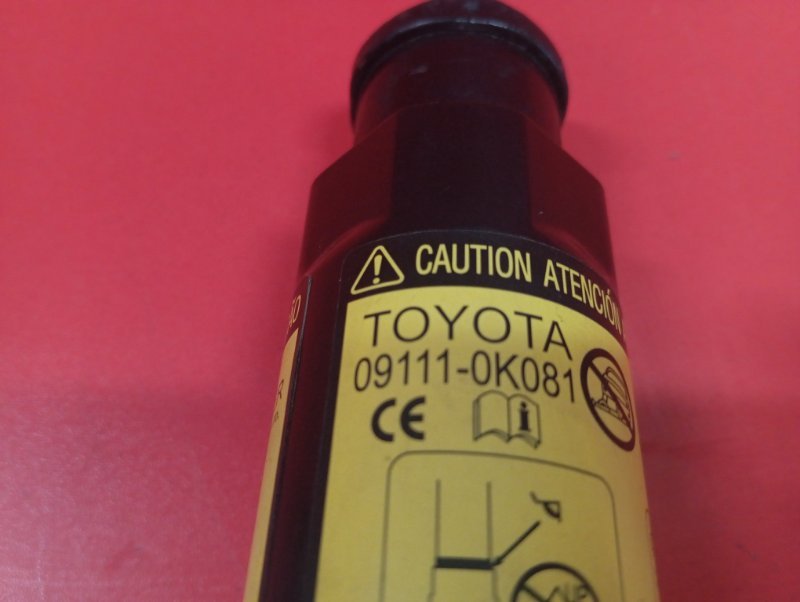 CAUTION ATENCIÓN
TOYOTA
09111-0K081
CE
i